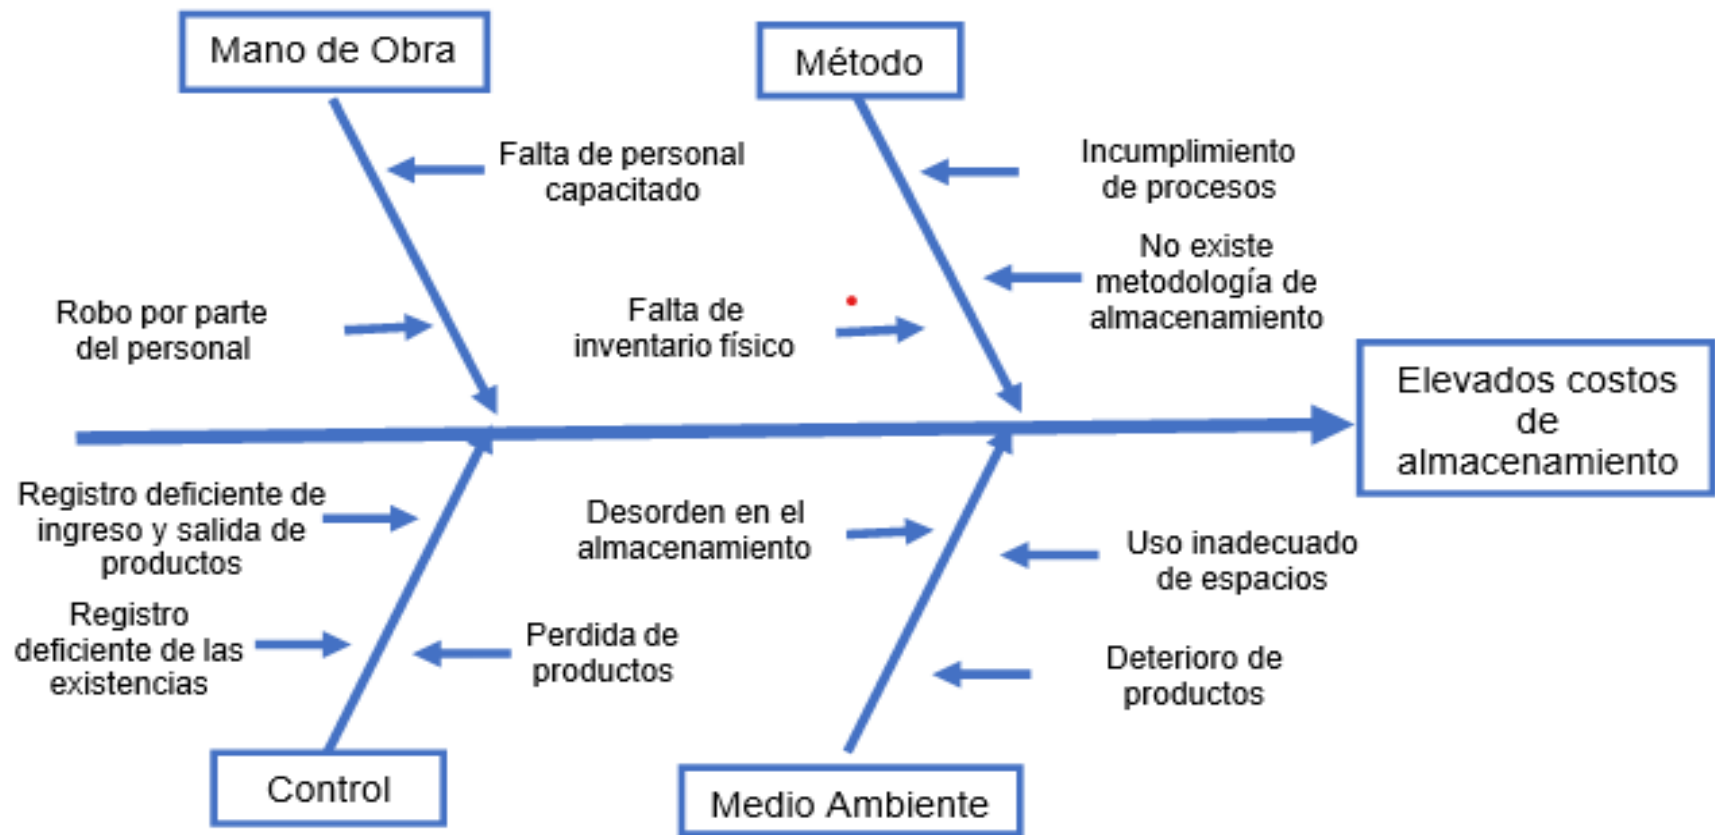 Mano de Obra
Método
Falta de personal
capacitado
Incumplimiento
de procesos
No existe
metodología de
almacenamiento
Robo por parte
del personal
Falta de
inventario físico
Elevados costos
de
almacenamiento
Registro deficiente de
ingreso y salida de
productos
Desorden en el
almacenamiento
Uso inadecuado
de espacios
Registro
deficiente de las
existencias
Perdida de
productos
Deterioro de
productos
Control
Medio Ambiente